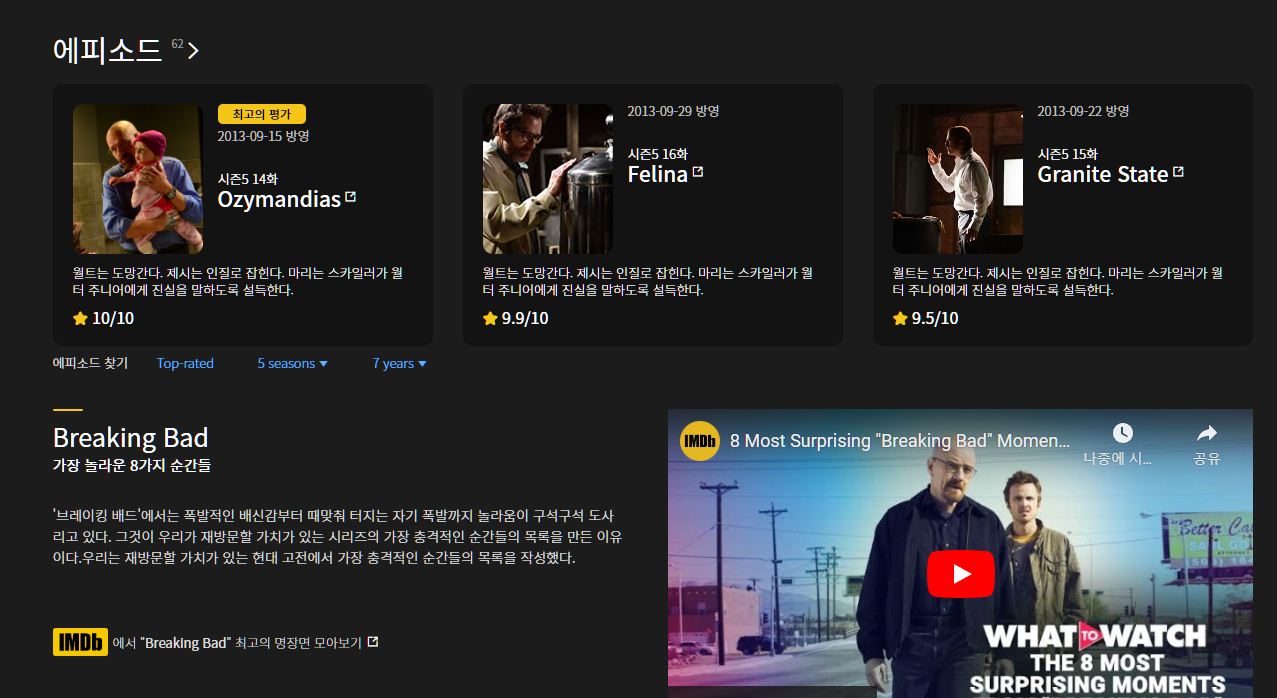 에피소드 62
최고의 평가
2013-09-15 방영
시즌5 14화
Ozymandias
월트는 도망간다. 제시는 인질로 잡힌다. 마리는 스카일러가 월
터 주니어에게 진실을 말하도록 설득한다.
10/10
2013-09-29 방영
시즌5 16화
Felina
월트는 도망간다. 제시는 인질로 잡힌다. 마리는 스카일러가 월
터 주니어에게 진실을 말하도록 설득한다.
9.9/10
2013-09-22 방영
시즌5 15화
Granite State
월트는 도망간다. 제시는 인질로 잡힌다. 마리는 스카일러가 월
터 주니어에게 진실을 말하도록 설득한다.
9.5/10
에피소드 찾기 Top-rated 5 seasons 7 years
Breaking Bad
가장 놀라운 8가지 순간들
'브레이킹 배드'에서는 폭발적인 배신감부터 때맞춰 터지는 자기 폭발까지 놀라움이 구석구석 도사
리고 있다. 그것이 우리가 재방문할 가치가 있는 시리즈의 가장 충격적인 순간들의 목록을 만든 이유
이다.우리는 재방문할 가치가 있는 현대 고전에서 가장 충격적인 순간들의 목록을 작성했다.
IMDb 에서 "Breaking Bad" 최고의 명장면 모아보기
IMDb 8 Most Surprising "Breaking Bad" Momen...
나중에 시...
공유
Better Ca
SAUL GO
WHAT TO WATCH
THE 8 MOST
SURPRISING MOMENTS